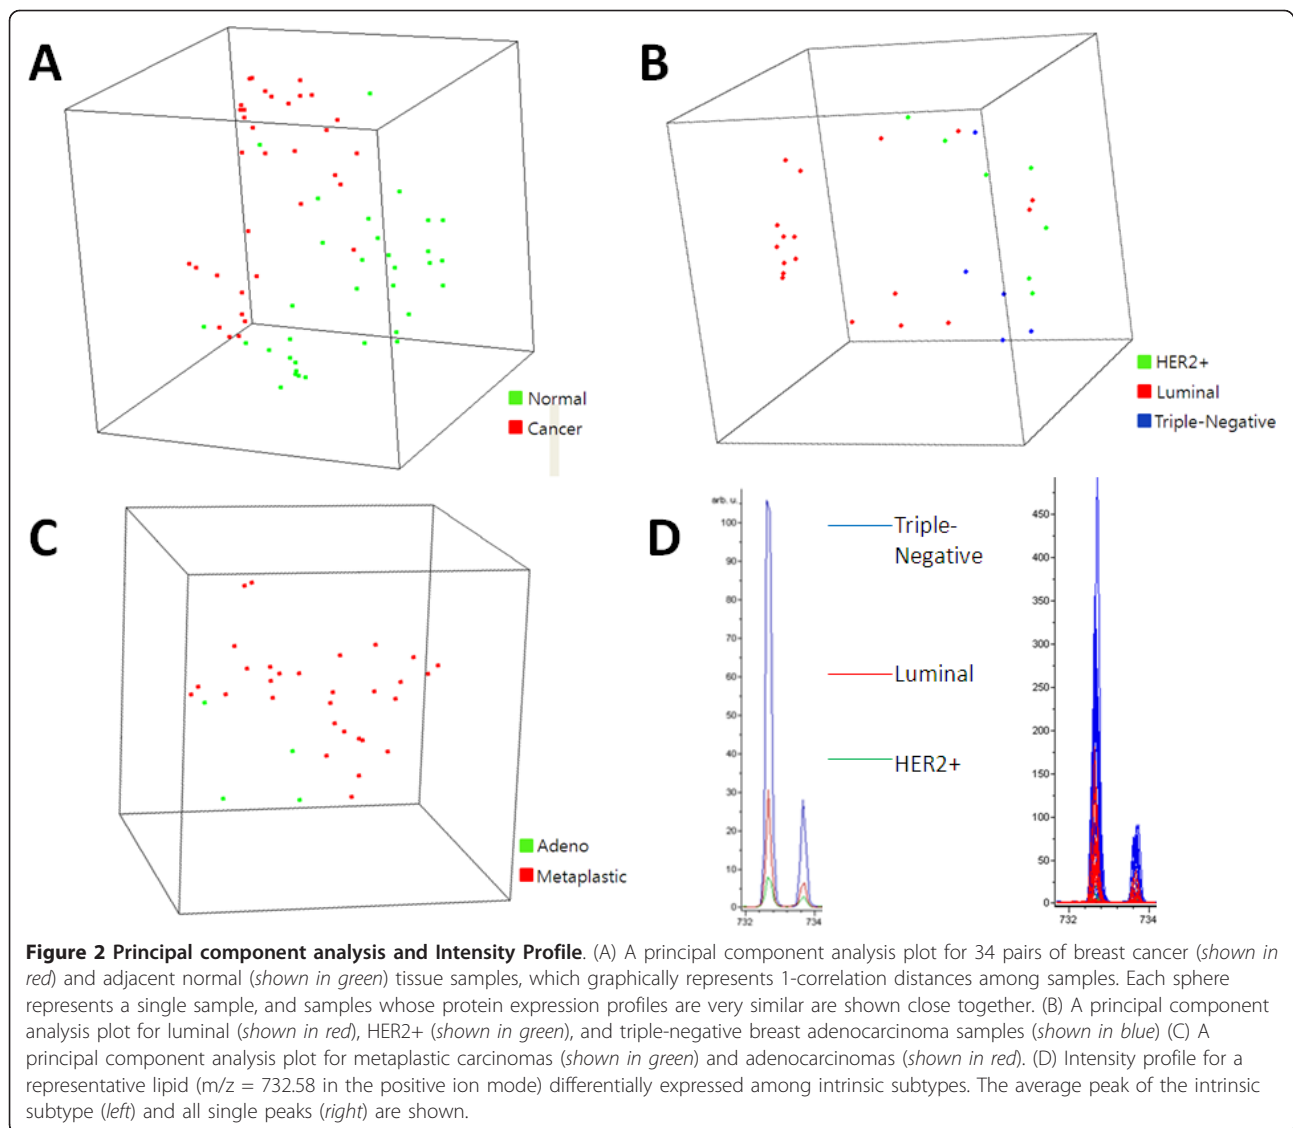 A
B
Normal
Cancer
HER2+
Luminal
Triple-Negative
C
Adeno
Metaplastic
D
arb. u.
100
90
80
70
60
50
40
30
20
10
0
732
734
Triple-
Negative
Luminal
HER2+
450
400
350
300
250
200
150
100
50
0
732
734
Figure 2 Principal component analysis and Intensity Profile. (A) A principal component analysis plot for 34 pairs of breast cancer (shown in
red) and adjacent normal (shown in green) tissue samples, which graphically represents 1-correlation distances among samples. Each sphere
represents a single sample, and samples whose protein expression profiles are very similar are shown close together. (B) A principal component
analysis plot for luminal (shown in red), HER2+ (shown in green), and triple-negative breast adenocarcinoma samples (shown in blue) (C) A
principal component analysis plot for metaplastic carcinomas (shown in green) and adenocarcinomas (shown in red). (D) Intensity profile for a
representative lipid (m/z = 732.58 in the positive ion mode) differentially expressed among intrinsic subtypes. The average peak of the intrinsic
subtype (left) and all single peaks (right) are shown.